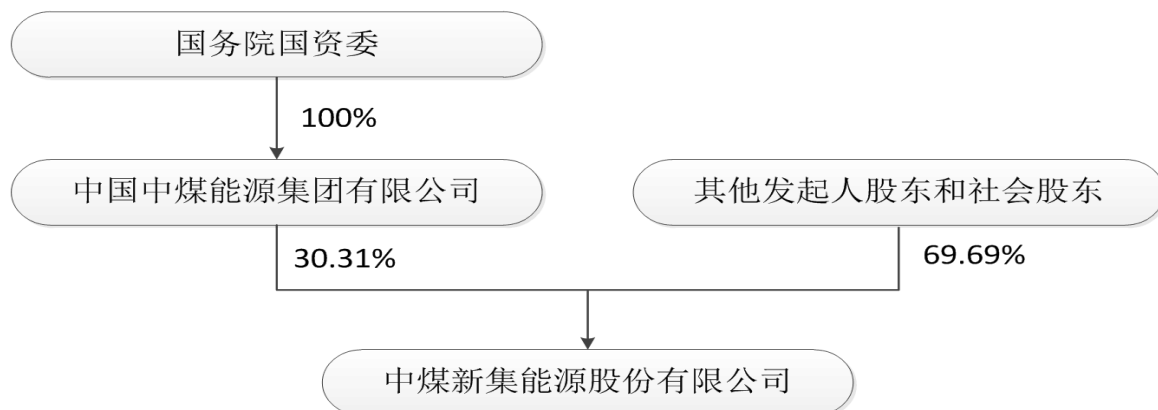 国务院国资委
100%
中国中煤能源集团有限公司
其他发起人股东和社会股东
30.31%
69.69%
中煤新集能源股份有限公司